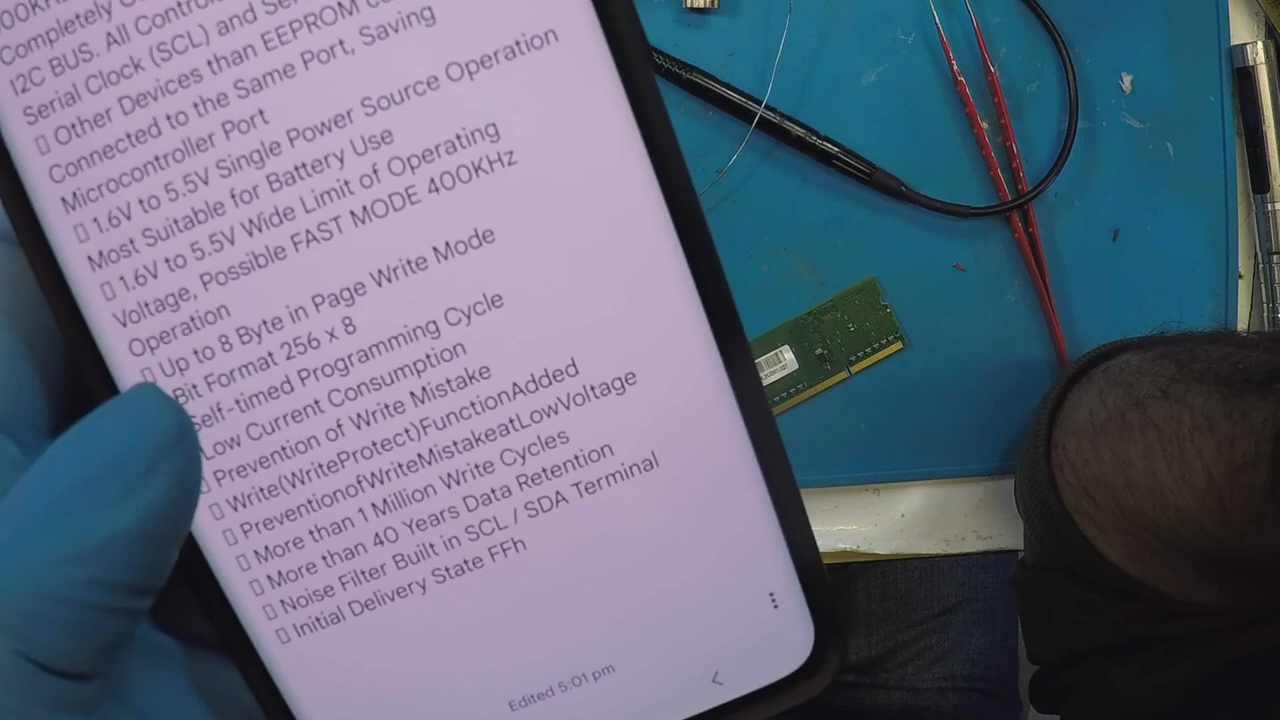 Completely
I2C BUS. All
Serial Clock (SCL) and
▯ Other Devices than EEPROM
Connected to the Same Port, Saving
Microcontroller Port
▯ 1.6V to 5.5V Single Power Source Operation
Most Suitable for Battery Use
▯ 1.6V to 5.5V Wide Limit of Operating
Voltage, Possible FAST MODE 400KHz
Operation
▯ Up to 8 Byte in Page Write Mode
Bit Format 256 x 8
Self-timed Programming Cycle
Low Current Consumption
▯ Prevention of Write Mistake
▯ Write(WriteProtect)FunctionAdded
▯ PreventionofWriteMistakeatLowVoltage
▯ More than 1 Million Write Cycles
▯ More than 40 Years Data Retention
▯ Noise Filter Built in SCL / SDA Terminal
▯ Initial Delivery State FFh
Edited 5:01 pm